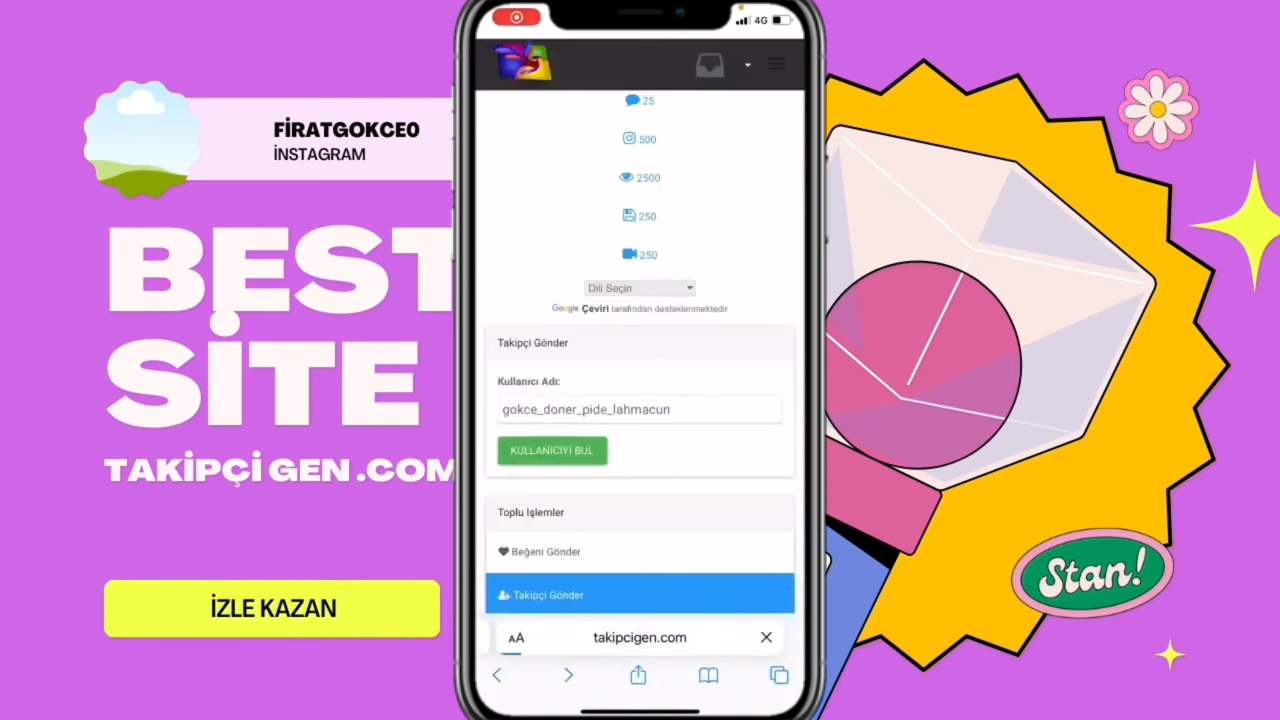 FİRATGOKCE0
İNSTAGRAM
BEST
SİTE
TAKİPÇİ GEN .COM
İZLE KAZAN
4G
25
500
2500
250
250
Dili Seçin
Google Çeviri tarafından desteklenmektedir
Takipçi Gönder
Kullanıcı Adı:
gokce_doner_pide_lahmacun
KULLANICIYI BUL
Toplu İşlemler
Beğeni Gönder
Takipçi Gönder
AA
takipcigen.com
Stan!